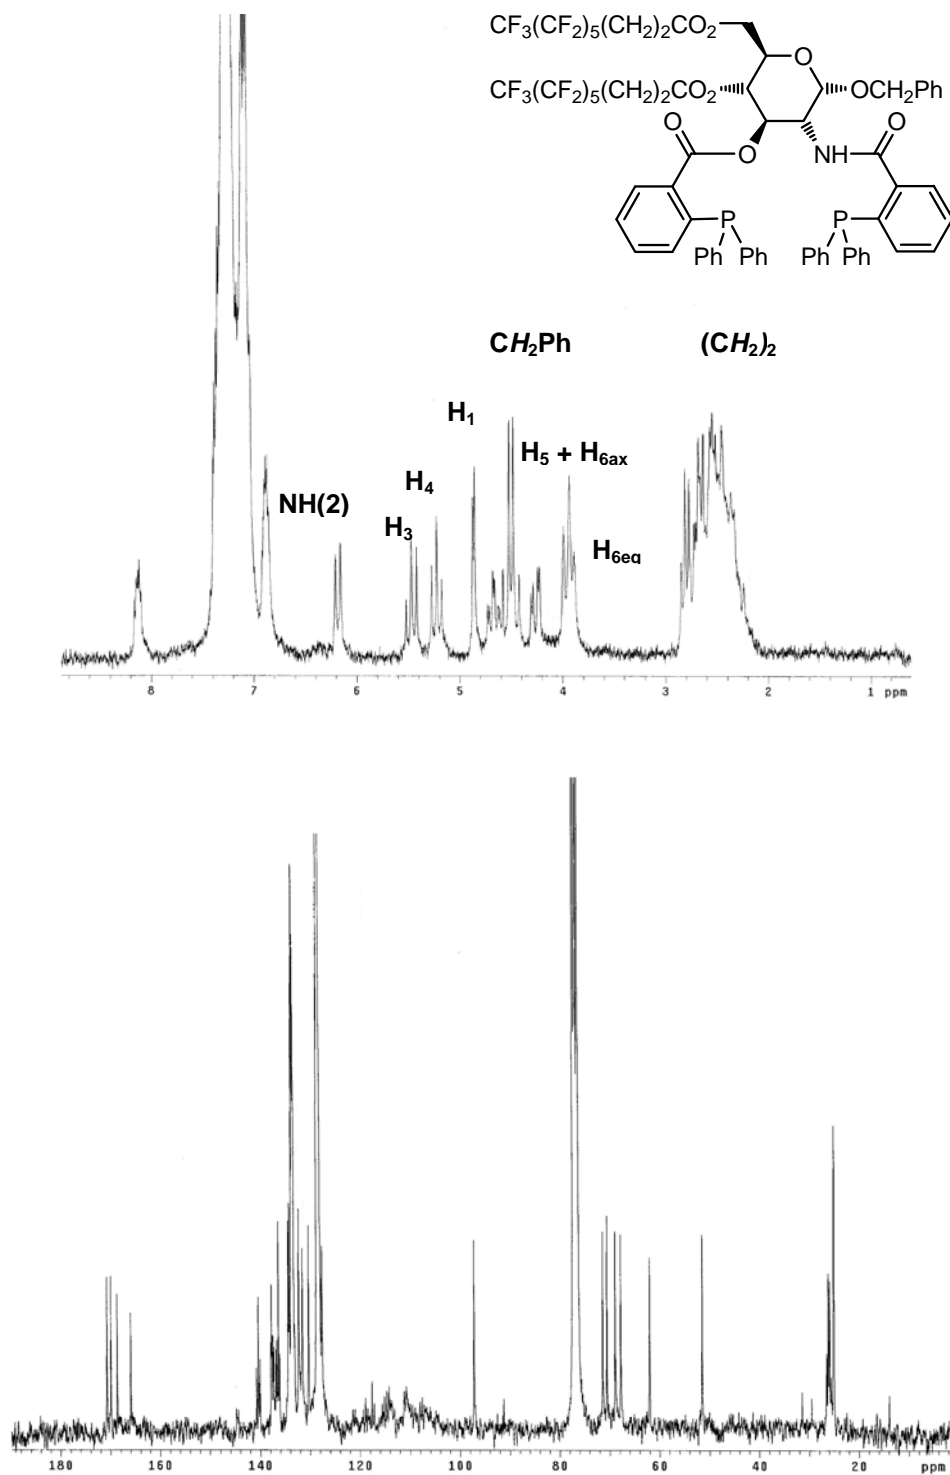 CF₃(CF₂)₅(CH₂)₂CO₂
O
CF₃(CF₂)₅(CH₂)₂CO₂
OCH₂Ph
O
O
O
NH
P
P
Ph Ph
Ph Ph
CH₂Ph
(CH₂)₂
H₁
H₅ + H₆ax
H₄
NH(2)
H₃
H₆eq
8 7 6 5 4 3 2 1 ppm
180 160 140 120 100 80 60 40 20 ppm